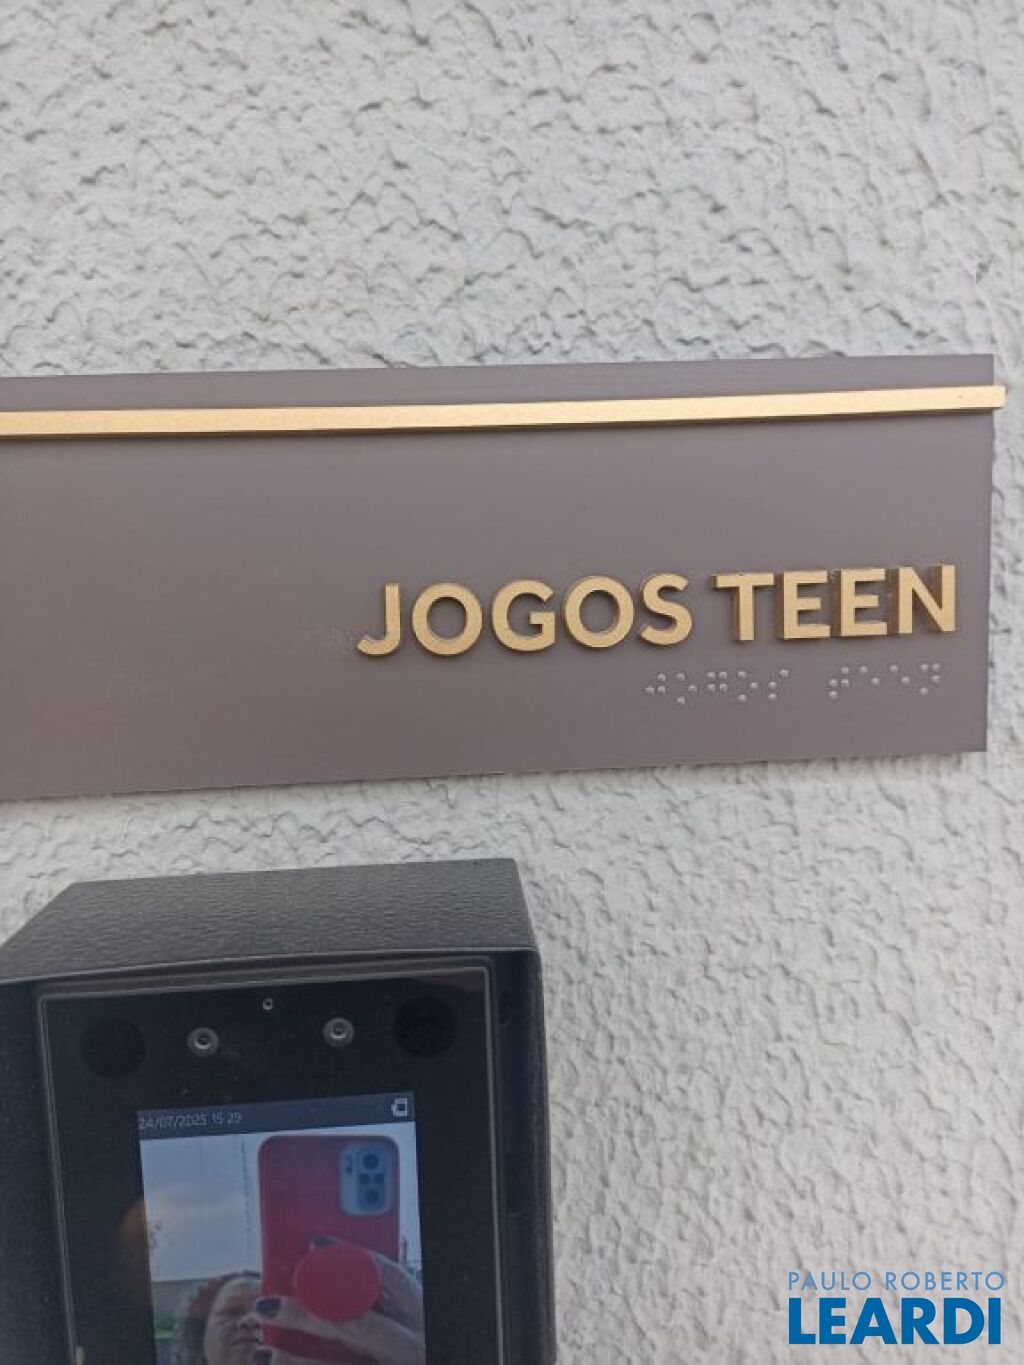 JOGOS TEEN
⠚⠕⠛⠕⠎ ⠞⠑⠑⠝
24/07/2025 15:29
PAULO ROBERTO
LEARDI